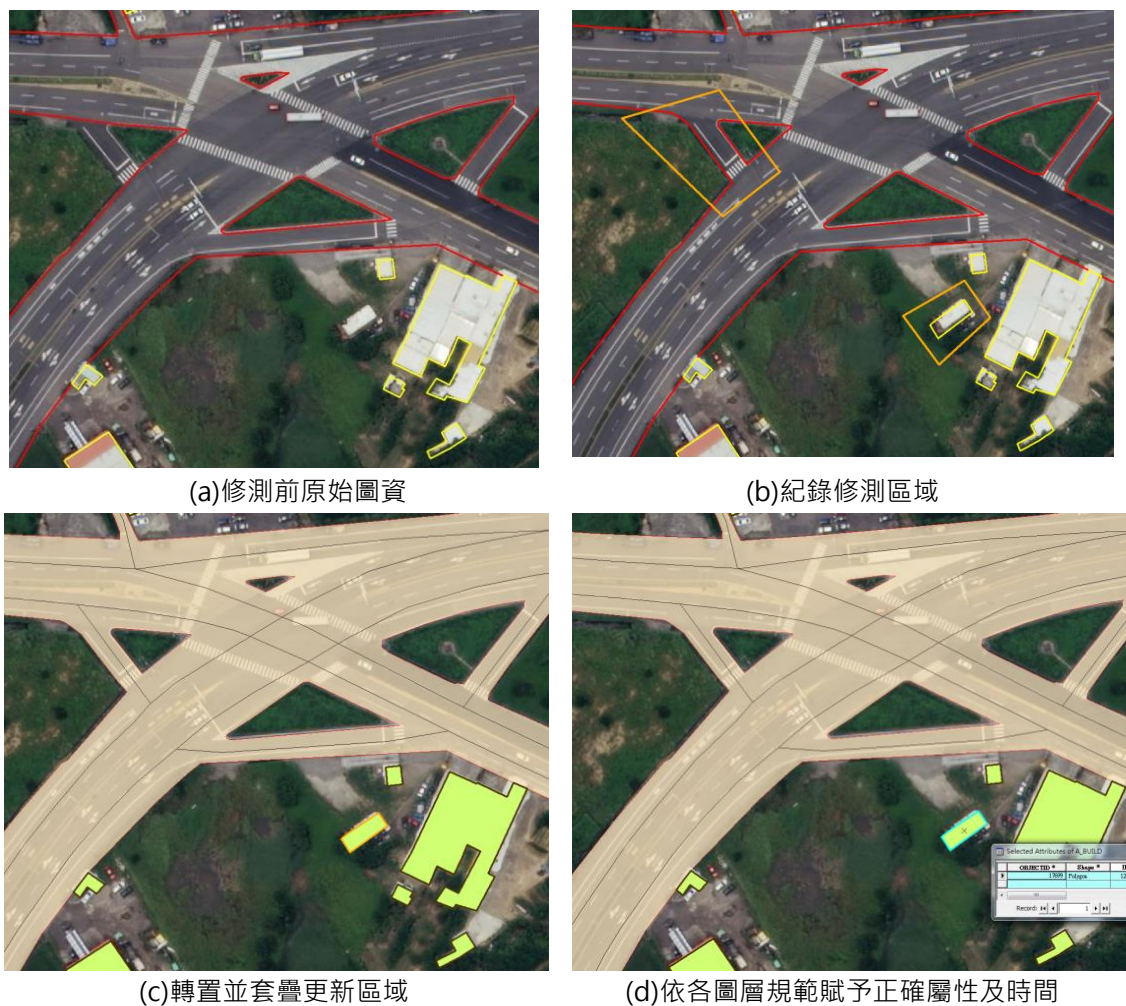 (a)修測前原始圖資
(b)紀錄修測區域
Selected Attributes of A_BUILD
OBJECTID * Shape *
17699 Polygon
Record: 1
(c)轉置並套疊更新區域
(d)依各圖層規範賦予正確屬性及時間